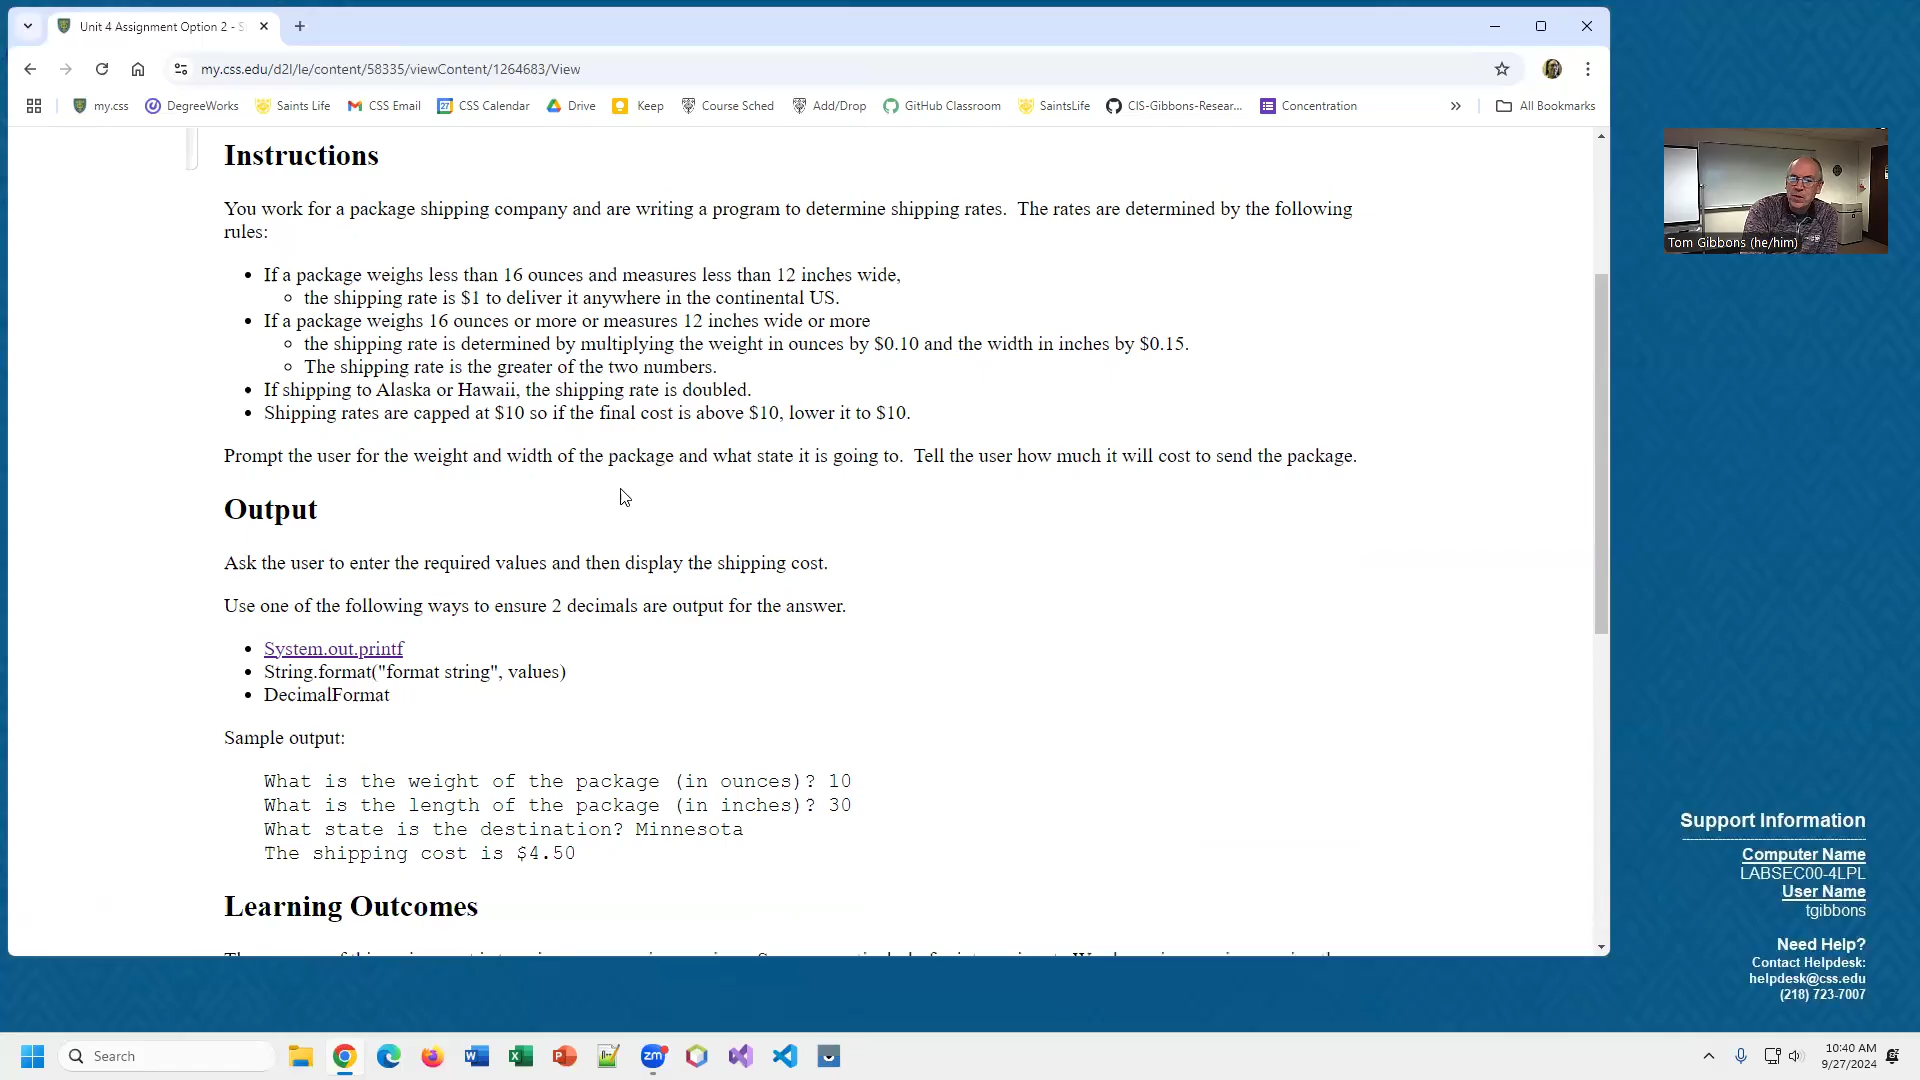 Unit 4 Assignment Option 2 - S
my.css.edu/d2l/le/content/58335/viewContent/1264683/View
my.css DegreeWorks Saints Life CSS Email CSS Calendar Drive Keep Course Sched Add/Drop GitHub Classroom SaintsLife CIS-Gibbons-Resear... Concentration » All Bookmarks
Instructions
You work for a package shipping company and are writing a program to determine shipping rates. The rates are determined by the following
rules:
• If a package weighs less than 16 ounces and measures less than 12 inches wide,
◦ the shipping rate is $1 to deliver it anywhere in the continental US.
• If a package weighs 16 ounces or more or measures 12 inches wide or more
◦ the shipping rate is determined by multiplying the weight in ounces by $0.10 and the width in inches by $0.15.
◦ The shipping rate is the greater of the two numbers.
• If shipping to Alaska or Hawaii, the shipping rate is doubled.
• Shipping rates are capped at $10 so if the final cost is above $10, lower it to $10.
Prompt the user for the weight and width of the package and what state it is going to. Tell the user how much it will cost to send the package.
Output
Ask the user to enter the required values and then display the shipping cost.
Use one of the following ways to ensure 2 decimals are output for the answer.
• System.out.printf
• String.format("format string", values)
• DecimalFormat
Sample output:
What is the weight of the package (in ounces)? 10
What is the length of the package (in inches)? 30
What state is the destination? Minnesota
The shipping cost is $4.50
Learning Outcomes
Tom Gibbons (he/him)
Support Information
Computer Name
LABSEC00-4LPL
User Name
tgibbons
Need Help?
Contact Helpdesk:
helpdesk@css.edu
(218) 723-7007
Search
zm
10:40 AM
9/27/2024